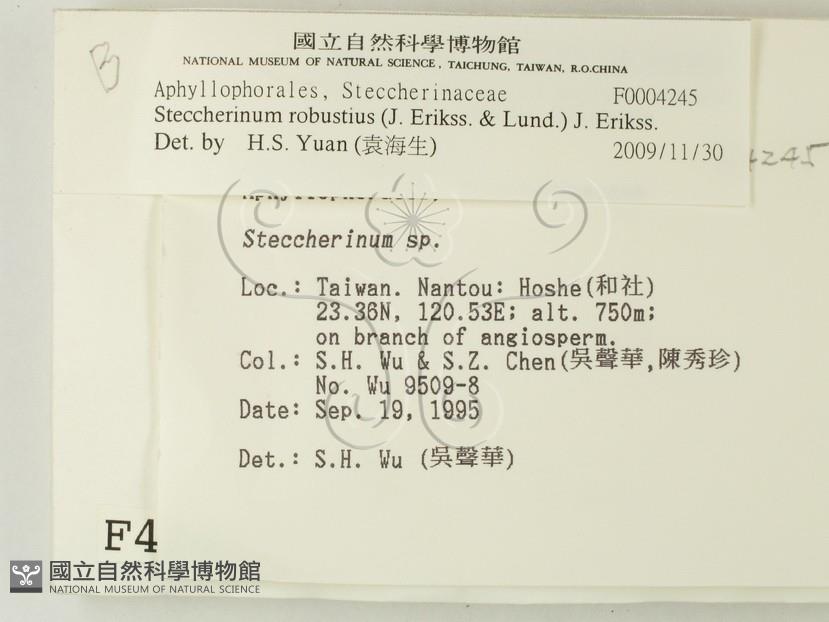 B
國立自然科學博物館
NATIONAL MUSEUM OF NATURAL SCIENCE, TAICHUNG, TAIWAN, R.O.CHINA
Aphyllophorales, Steccherinaceae F0004245
Steccherinum robustius (J. Erikss. & Lund.) J. Erikss.
Det. by H.S. Yuan (袁海生) 2009/11/30
4245
Steccherinum sp.
Loc.: Taiwan. Nantou: Hoshe(和社)
23.36N, 120.53E; alt. 750m;
on branch of angiosperm.
Col.: S.H. Wu & S.Z. Chen(吳聲華,陳秀珍)
No. Wu 9509-8
Date: Sep. 19, 1995
Det.: S.H. Wu (吳聲華)
F4
國立自然科學博物館
NATIONAL MUSEUM OF NATURAL SCIENCE